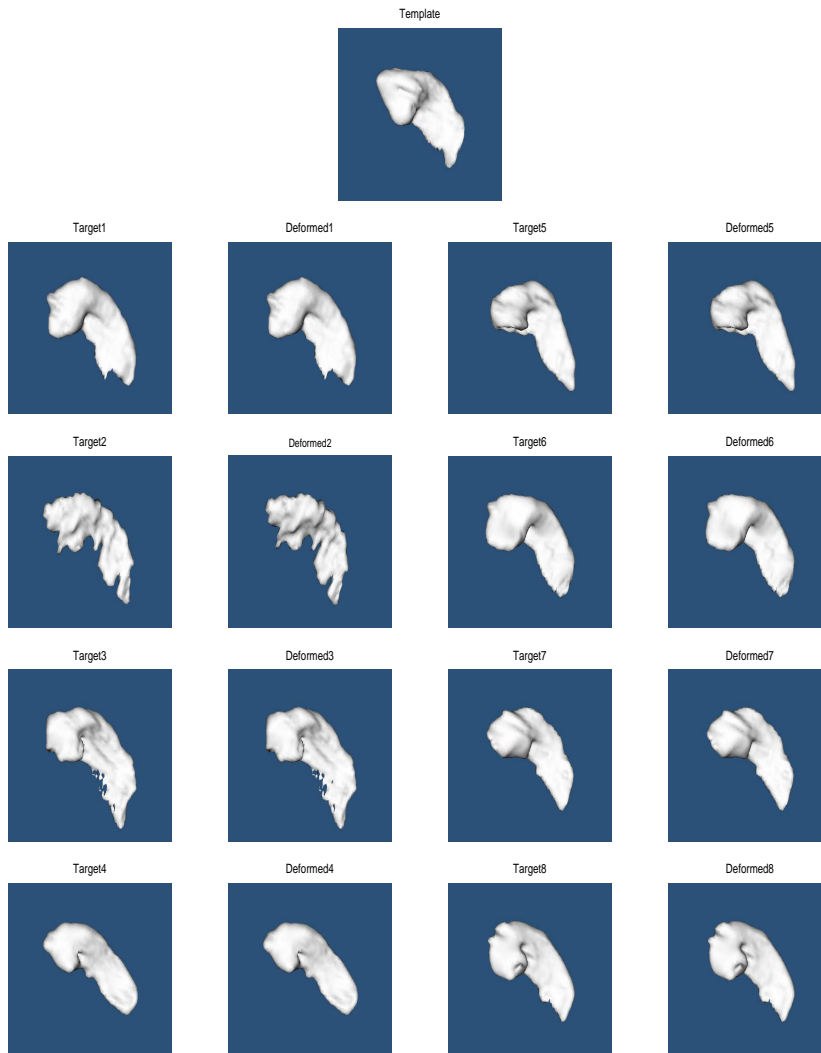 Template
Target1 Deformed1 Target5 Deformed5
Target2 Deformed2 Target6 Deformed6
Target3 Deformed3 Target7 Deformed7
Target4 Deformed4 Target8 Deformed8